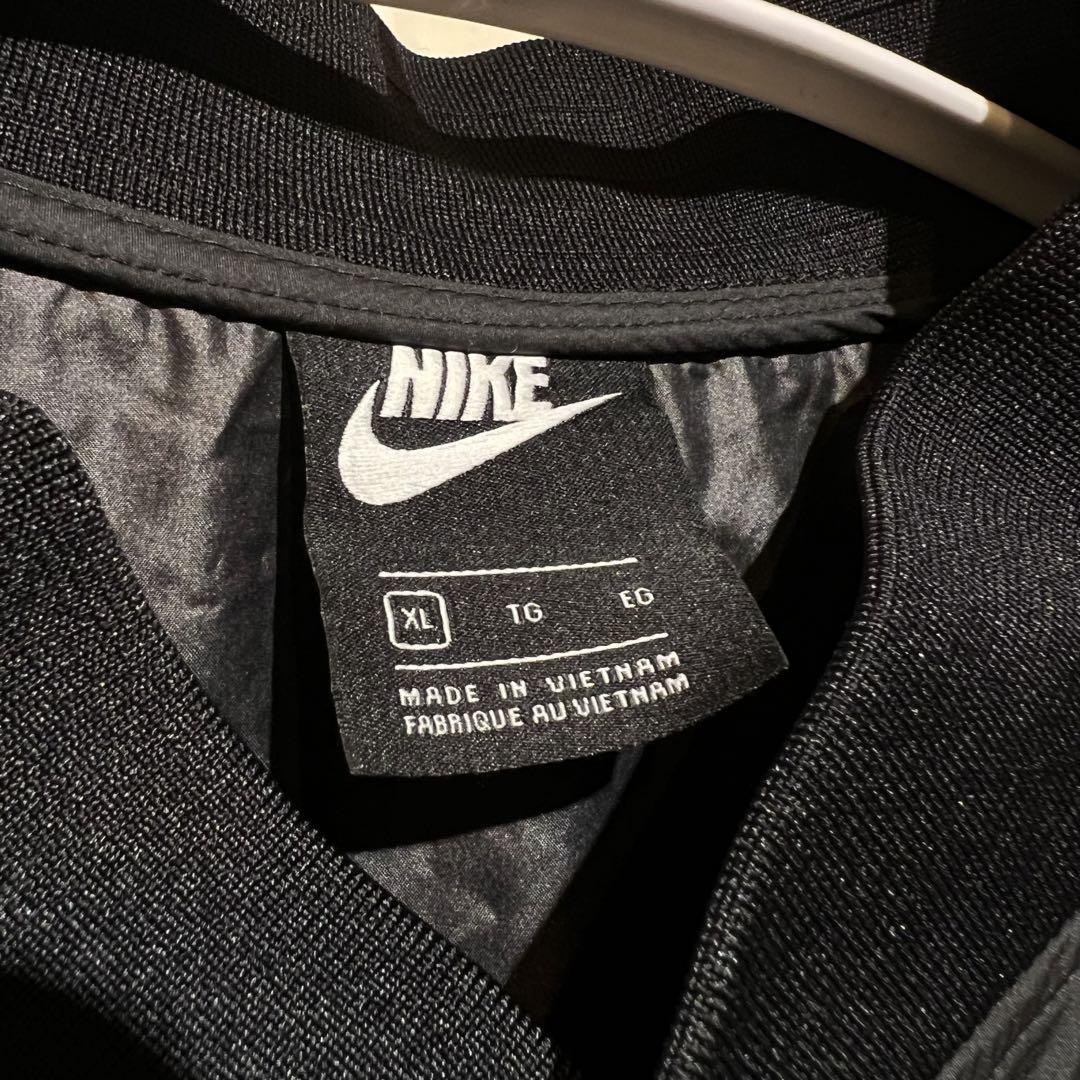 NIKE
XL TG EG
MADE IN VIETNAM
FABRIQUE AU VIETNAM